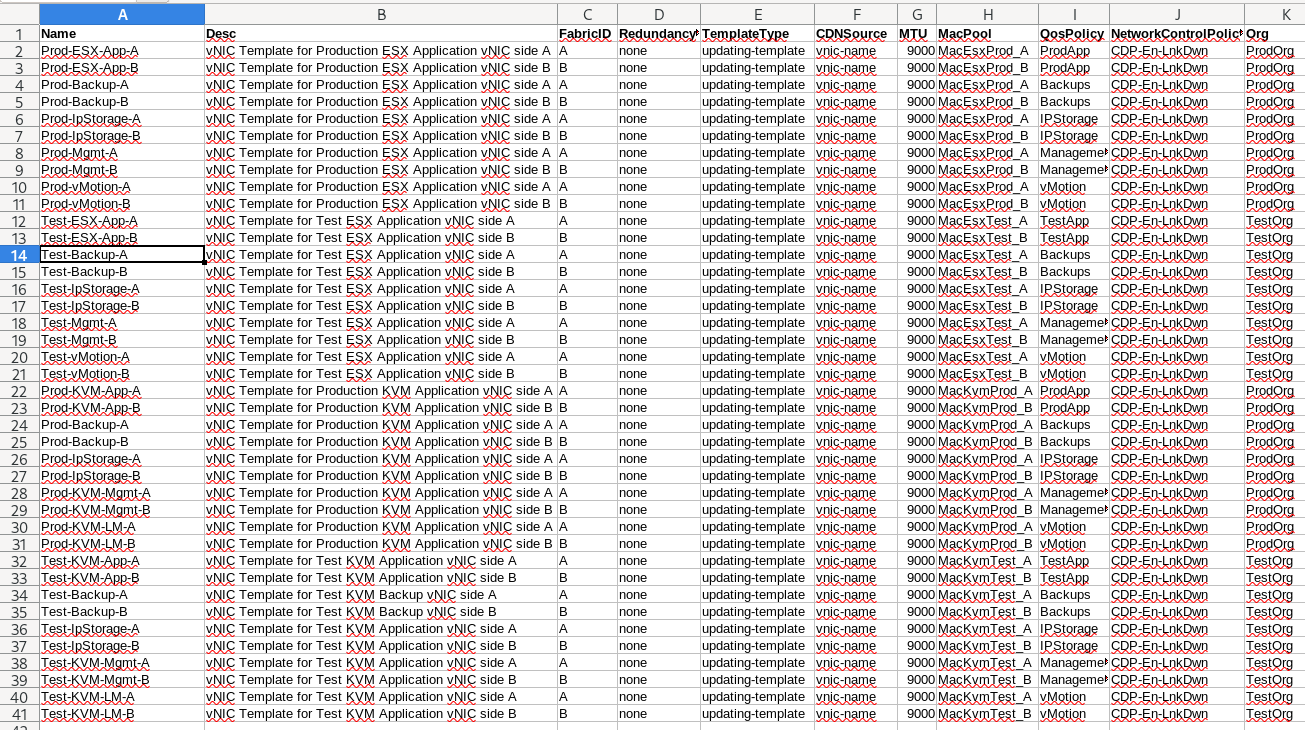 A B C D E F G H I J K
1 Name Desc FabricID Redundancy TemplateType CDNSource MTU MacPool QosPolicy NetworkControlPolic Org
2 Prod-ESX-App-A vNIC Template for Production ESX Application vNIC side A A none updating-template vnic-name 9000 MacEsxProd_A ProdApp CDP-En-LnkDwn ProdOrg
3 Prod-ESX-App-B vNIC Template for Production ESX Application vNIC side B B none updating-template vnic-name 9000 MacEsxProd_B ProdApp CDP-En-LnkDwn ProdOrg
4 Prod-Backup-A vNIC Template for Production ESX Application vNIC side A A none updating-template vnic-name 9000 MacEsxProd_A Backups CDP-En-LnkDwn ProdOrg
5 Prod-Backup-B vNIC Template for Production ESX Application vNIC side B B none updating-template vnic-name 9000 MacEsxProd_B Backups CDP-En-LnkDwn ProdOrg
6 Prod-IpStorage-A vNIC Template for Production ESX Application vNIC side A A none updating-template vnic-name 9000 MacEsxProd_A IPStorage CDP-En-LnkDwn ProdOrg
7 Prod-IpStorage-B vNIC Template for Production ESX Application vNIC side B B none updating-template vnic-name 9000 MacEsxProd_B IPStorage CDP-En-LnkDwn ProdOrg
8 Prod-Mgmt-A vNIC Template for Production ESX Application vNIC side A A none updating-template vnic-name 9000 MacEsxProd_A Manageme CDP-En-LnkDwn ProdOrg
9 Prod-Mgmt-B vNIC Template for Production ESX Application vNIC side B B none updating-template vnic-name 9000 MacEsxProd_B Manageme CDP-En-LnkDwn ProdOrg
10 Prod-vMotion-A vNIC Template for Production ESX Application vNIC side A A none updating-template vnic-name 9000 MacEsxProd_A vMotion CDP-En-LnkDwn ProdOrg
11 Prod-vMotion-B vNIC Template for Production ESX Application vNIC side B B none updating-template vnic-name 9000 MacEsxProd_B vMotion CDP-En-LnkDwn ProdOrg
12 Test-ESX-App-A vNIC Template for Test ESX Application vNIC side A A none updating-template vnic-name 9000 MacEsxTest_A TestApp CDP-En-LnkDwn TestOrg
13 Test-ESX-App-B vNIC Template for Test ESX Application vNIC side B B none updating-template vnic-name 9000 MacEsxTest_B TestApp CDP-En-LnkDwn TestOrg
14 Test-Backup-A vNIC Template for Test ESX Application vNIC side A A none updating-template vnic-name 9000 MacEsxTest_A Backups CDP-En-LnkDwn TestOrg
15 Test-Backup-B vNIC Template for Test ESX Application vNIC side B B none updating-template vnic-name 9000 MacEsxTest_B Backups CDP-En-LnkDwn TestOrg
16 Test-IpStorage-A vNIC Template for Test ESX Application vNIC side A A none updating-template vnic-name 9000 MacEsxTest_A IPStorage CDP-En-LnkDwn TestOrg
17 Test-IpStorage-B vNIC Template for Test ESX Application vNIC side B B none updating-template vnic-name 9000 MacEsxTest_B IPStorage CDP-En-LnkDwn TestOrg
18 Test-Mgmt-A vNIC Template for Test ESX Application vNIC side A A none updating-template vnic-name 9000 MacEsxTest_A Manageme CDP-En-LnkDwn TestOrg
19 Test-Mgmt-B vNIC Template for Test ESX Application vNIC side B B none updating-template vnic-name 9000 MacEsxTest_B Manageme CDP-En-LnkDwn TestOrg
20 Test-vMotion-A vNIC Template for Test ESX Application vNIC side A A none updating-template vnic-name 9000 MacEsxTest_A vMotion CDP-En-LnkDwn TestOrg
21 Test-vMotion-B vNIC Template for Test ESX Application vNIC side B B none updating-template vnic-name 9000 MacEsxTest_B vMotion CDP-En-LnkDwn TestOrg
22 Prod-KVM-App-A vNIC Template for Production KVM Application vNIC side A A none updating-template vnic-name 9000 MacKvmProd_A ProdApp CDP-En-LnkDwn ProdOrg
23 Prod-KVM-App-B vNIC Template for Production KVM Application vNIC side B B none updating-template vnic-name 9000 MacKvmProd_B ProdApp CDP-En-LnkDwn ProdOrg
24 Prod-Backup-A vNIC Template for Production KVM Application vNIC side A A none updating-template vnic-name 9000 MacKvmProd_A Backups CDP-En-LnkDwn ProdOrg
25 Prod-Backup-B vNIC Template for Production KVM Application vNIC side B B none updating-template vnic-name 9000 MacKvmProd_B Backups CDP-En-LnkDwn ProdOrg
26 Prod-IpStorage-A vNIC Template for Production KVM Application vNIC side A A none updating-template vnic-name 9000 MacKvmProd_A IPStorage CDP-En-LnkDwn ProdOrg
27 Prod-IpStorage-B vNIC Template for Production KVM Application vNIC side B B none updating-template vnic-name 9000 MacKvmProd_B IPStorage CDP-En-LnkDwn ProdOrg
28 Prod-KVM-Mgmt-A vNIC Template for Production KVM Application vNIC side A A none updating-template vnic-name 9000 MacKvmProd_A Manageme CDP-En-LnkDwn ProdOrg
29 Prod-KVM-Mgmt-B vNIC Template for Production KVM Application vNIC side B B none updating-template vnic-name 9000 MacKvmProd_B Manageme CDP-En-LnkDwn ProdOrg
30 Prod-KVM-LM-A vNIC Template for Production KVM Application vNIC side A A none updating-template vnic-name 9000 MacKvmProd_A vMotion CDP-En-LnkDwn ProdOrg
31 Prod-KVM-LM-B vNIC Template for Production KVM Application vNIC side B B none updating-template vnic-name 9000 MacKvmProd_B vMotion CDP-En-LnkDwn ProdOrg
32 Test-KVM-App-A vNIC Template for Test KVM Application vNIC side A A none updating-template vnic-name 9000 MacKvmTest_A TestApp CDP-En-LnkDwn TestOrg
33 Test-KVM-App-B vNIC Template for Test KVM Application vNIC side B B none updating-template vnic-name 9000 MacKvmTest_B TestApp CDP-En-LnkDwn TestOrg
34 Test-Backup-A vNIC Template for Test KVM Backup vNIC side A A none updating-template vnic-name 9000 MacKvmTest_A Backups CDP-En-LnkDwn TestOrg
35 Test-Backup-B vNIC Template for Test KVM Backup vNIC side B B none updating-template vnic-name 9000 MacKvmTest_B Backups CDP-En-LnkDwn TestOrg
36 Test-IpStorage-A vNIC Template for Test KVM Application vNIC side A A none updating-template vnic-name 9000 MacKvmTest_A IPStorage CDP-En-LnkDwn TestOrg
37 Test-IpStorage-B vNIC Template for Test KVM Application vNIC side B B none updating-template vnic-name 9000 MacKvmTest_B IPStorage CDP-En-LnkDwn TestOrg
38 Test-KVM-Mgmt-A vNIC Template for Test KVM Application vNIC side A A none updating-template vnic-name 9000 MacKvmTest_A Manageme CDP-En-LnkDwn TestOrg
39 Test-KVM-Mgmt-B vNIC Template for Test KVM Application vNIC side B B none updating-template vnic-name 9000 MacKvmTest_B Manageme CDP-En-LnkDwn TestOrg
40 Test-KVM-LM-A vNIC Template for Test KVM Application vNIC side A A none updating-template vnic-name 9000 MacKvmTest_A vMotion CDP-En-LnkDwn TestOrg
41 Test-KVM-LM-B vNIC Template for Test KVM Application vNIC side B B none updating-template vnic-name 9000 MacKvmTest_B vMotion CDP-En-LnkDwn TestOrg